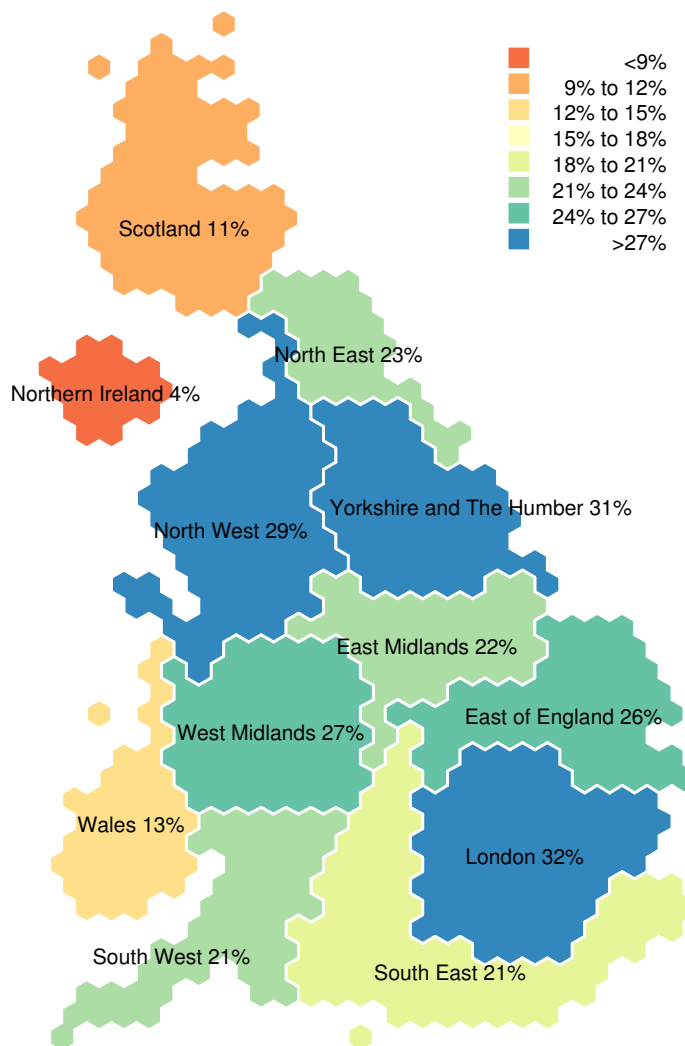 <9%
9% to 12%
12% to 15%
15% to 18%
18% to 21%
21% to 24%
24% to 27%
>27%
Scotland 11%
North East 23%
Northern Ireland 4%
Yorkshire and The Humber 31%
North West 29%
East Midlands 22%
East of England 26%
West Midlands 27%
Wales 13%
London 32%
South West 21%
South East 21%